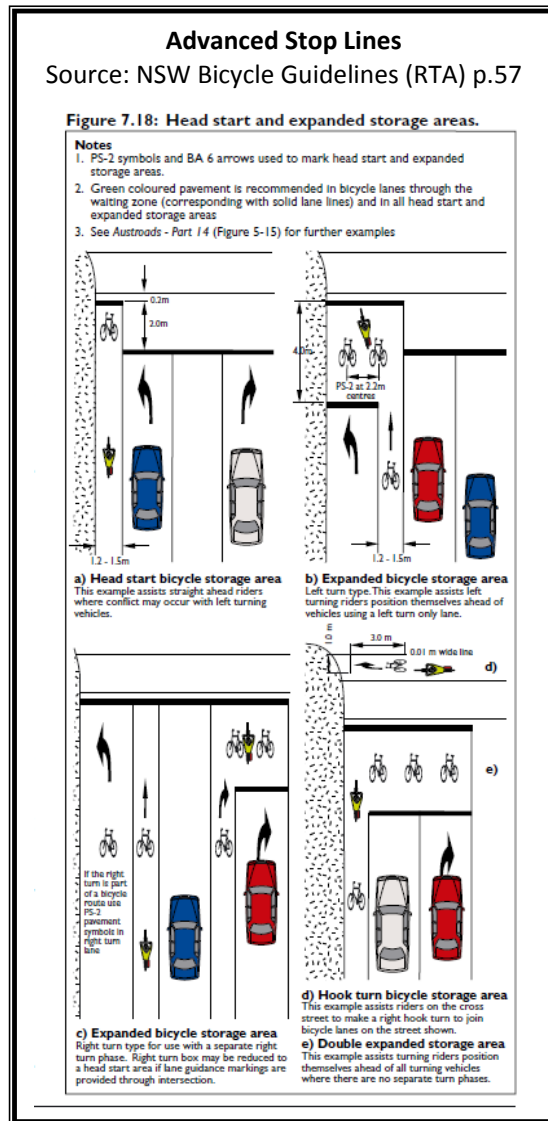 Advanced Stop Lines
Source: NSW Bicycle Guidelines (RTA) p.57
Figure 7.18: Head start and expanded storage areas.
Notes
1. PS-2 symbols and BA 6 arrows used to mark head start and expanded
storage areas.
2. Green coloured pavement is recommended in bicycle lanes through the
waiting zone (corresponding with solid lane lines) and in all head start and
expanded storage areas
3. See Austroads - Part 14 (Figure 5-15) for further examples
0.2m
2.0m
1.2 - 1.5m
4.0m
PS-2 at 2.2m
centres
1.2 - 1.5m
a) Head start bicycle storage area
This example assists straight ahead riders
where conflict may occur with left turning
vehicles.
b) Expanded bicycle storage area
Left turn type. This example assists left
turning riders position themselves ahead of
vehicles using a left turn only lane.
If the right
turn is part
of a bicycle
route use
PS-2
pavement
symbols in
right turn
lane
1.0 m
3.0 m
0.01 m wide line
d)
e)
c) Expanded bicycle storage area
Right turn type for use with a separate right
turn phase. Right turn box may be reduced to
a head start area if lane guidance markings are
provided through intersection.
d) Hook turn bicycle storage area
This example assists riders on the cross
street to make a right hook turn to join
bicycle lanes on the street shown.
e) Double expanded storage area
This example assists turning riders position
themselves ahead of all turning vehicles
where there are no separate turn phases.